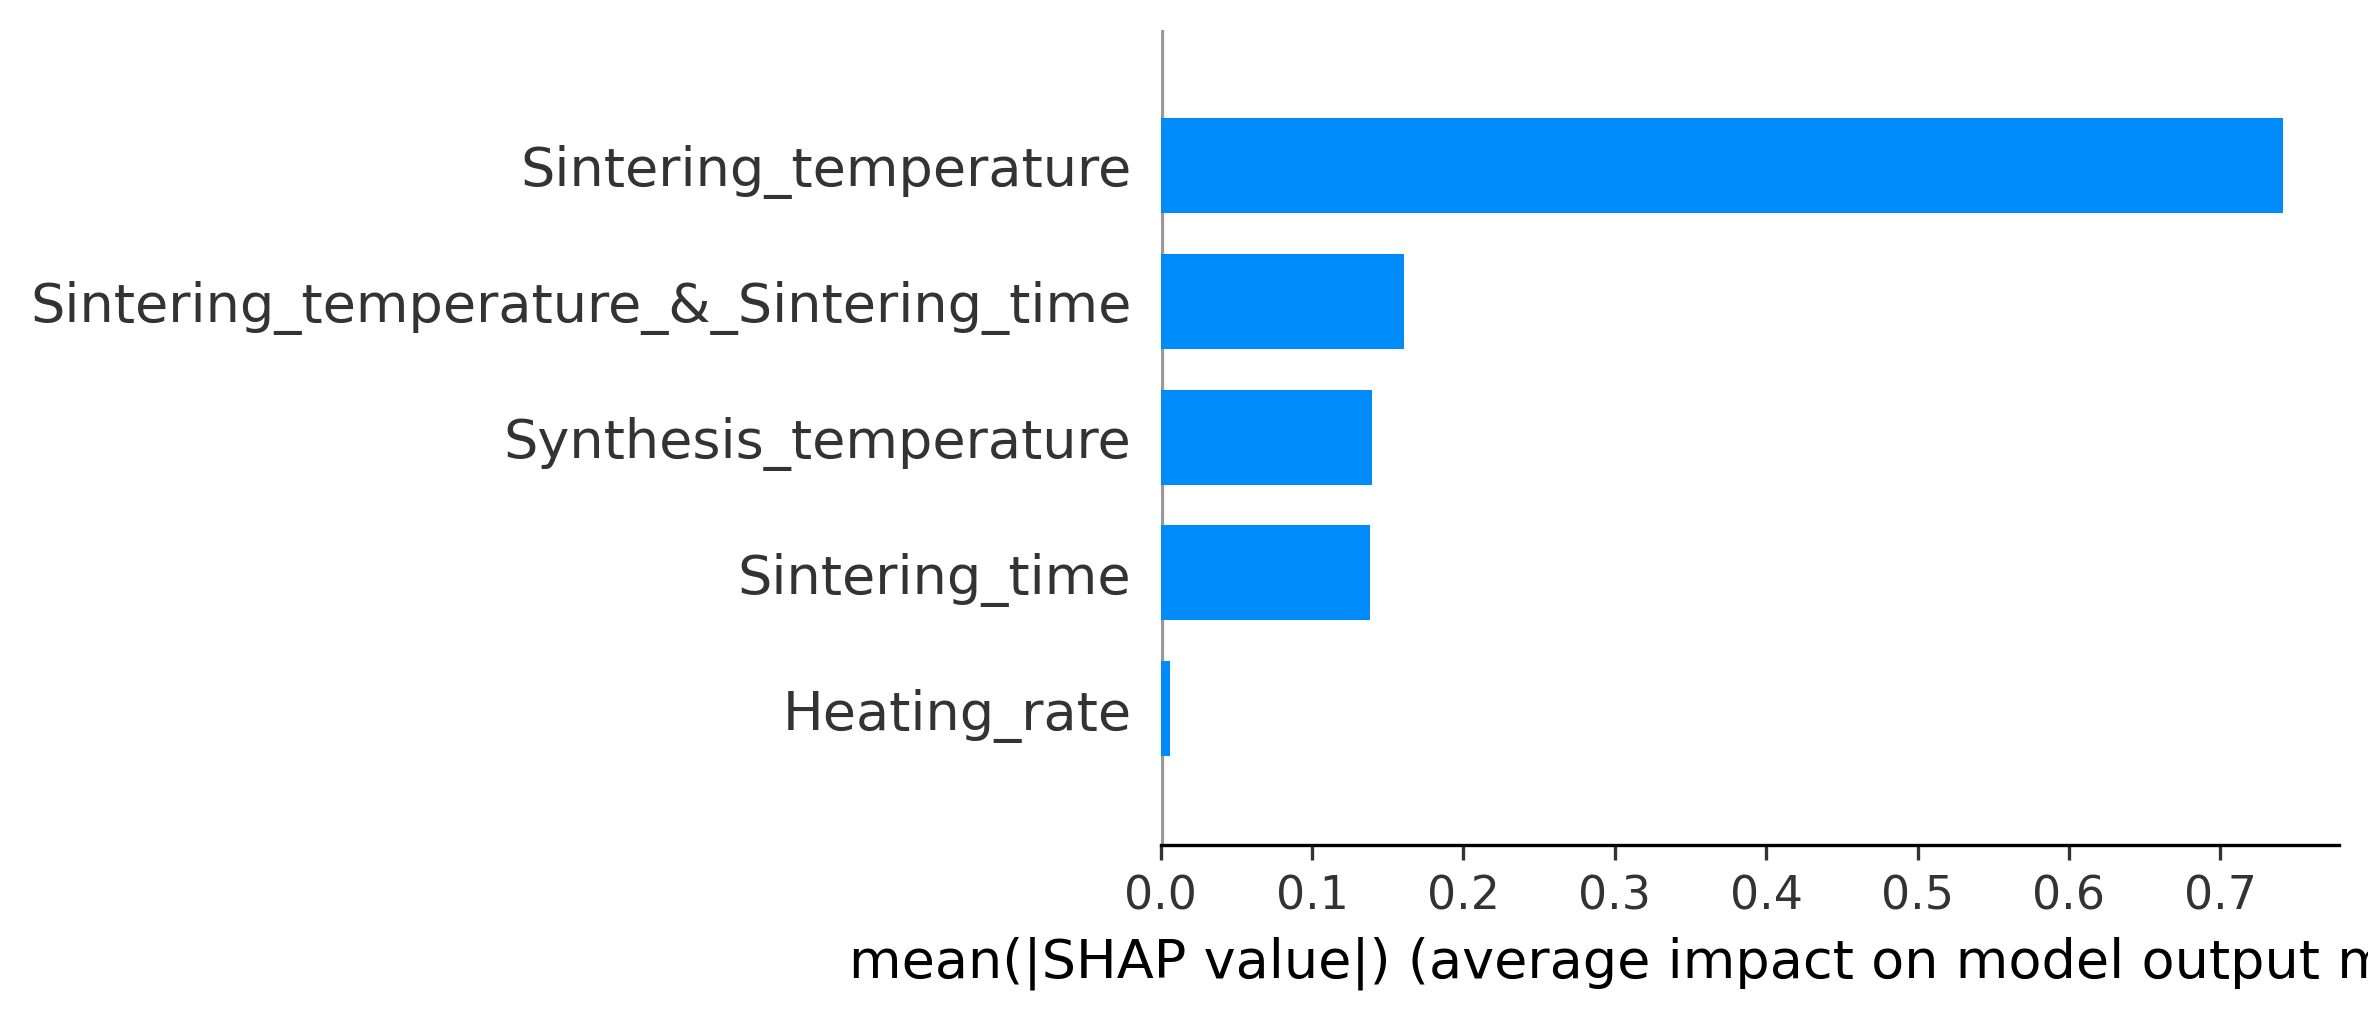 Sintering_temperature
Sintering_temperature_&_Sintering_time
Synthesis_temperature
Sintering_time
Heating_rate
0.0 0.1 0.2 0.3 0.4 0.5 0.6 0.7
mean(|SHAP value|) (average impact on model output